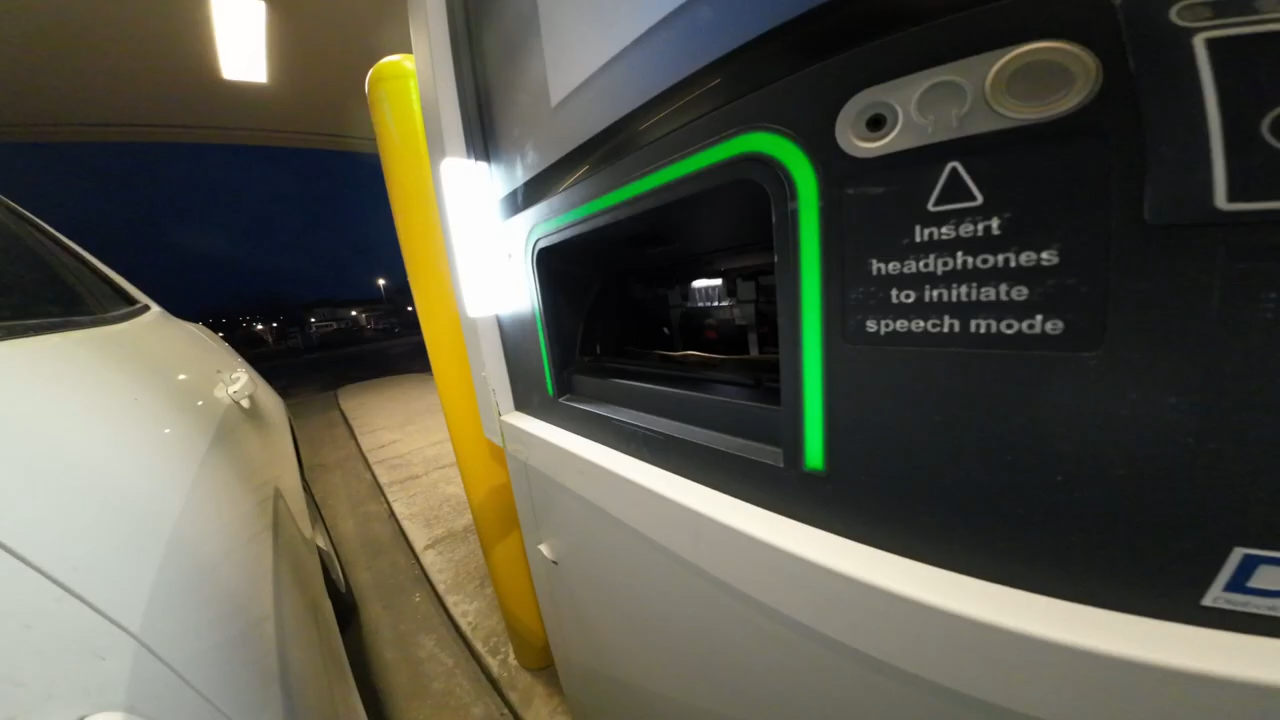 Insert
headphones
to initiate
speech mode
D